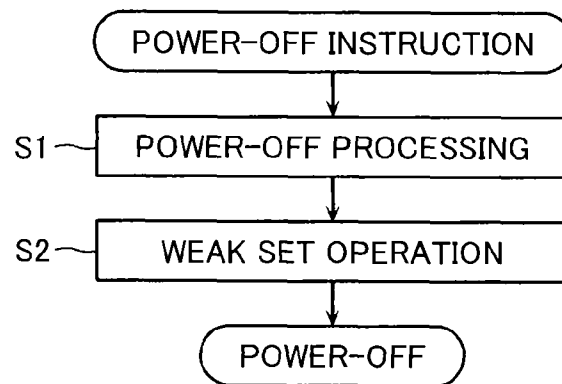 POWER-OFF INSTRUCTION
S1 POWER-OFF PROCESSING
S2 WEAK SET OPERATION
POWER-OFF